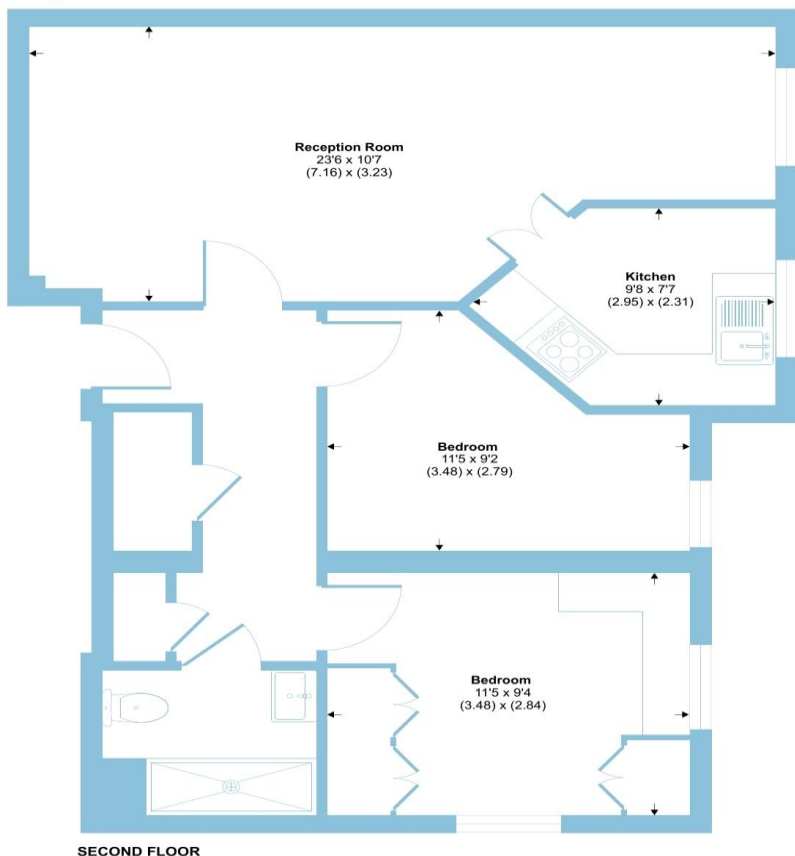 Reception Room
23'6 x 10'7
(7.16) x (3.23)
Kitchen
9'8 x 7'7
(2.95) x (2.31)
Bedroom
11'5 x 9'2
(3.48) x (2.79)
Bedroom
11'5 x 9'4
(3.48) x (2.84)
SECOND FLOOR